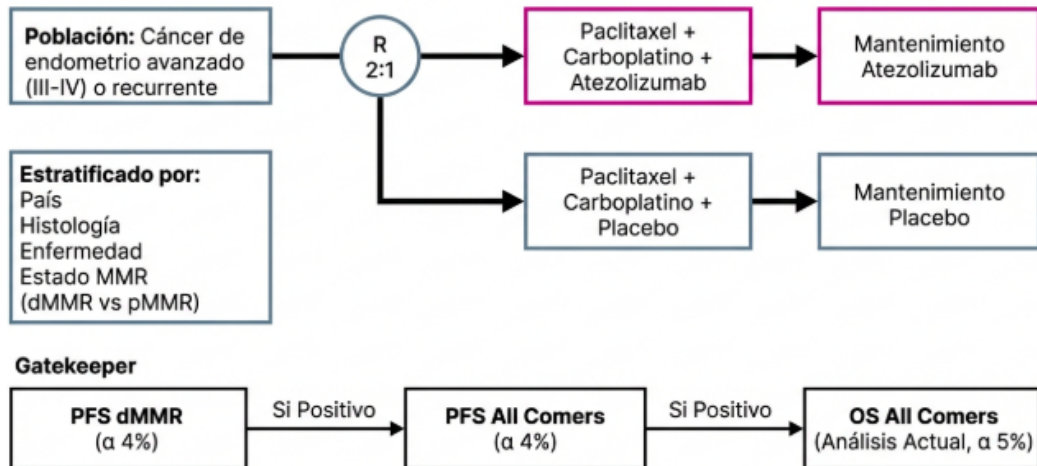 Población: Cáncer de
endometrio avanzado
(III-IV) o recurrente
R
2:1
Paclitaxel +
Carboplatino +
Atezolizumab
Mantenimiento
Atezolizumab
Estratificado por:
País
Histología
Enfermedad
Estado MMR
(dMMR vs pMMR)
Paclitaxel +
Carboplatino +
Placebo
Mantenimiento
Placebo
Gatekeeper
PFS dMMR
(α 4%)
Si Positivo
PFS All Comers
(α 4%)
Si Positivo
OS All Comers
(Análisis Actual, α 5%)